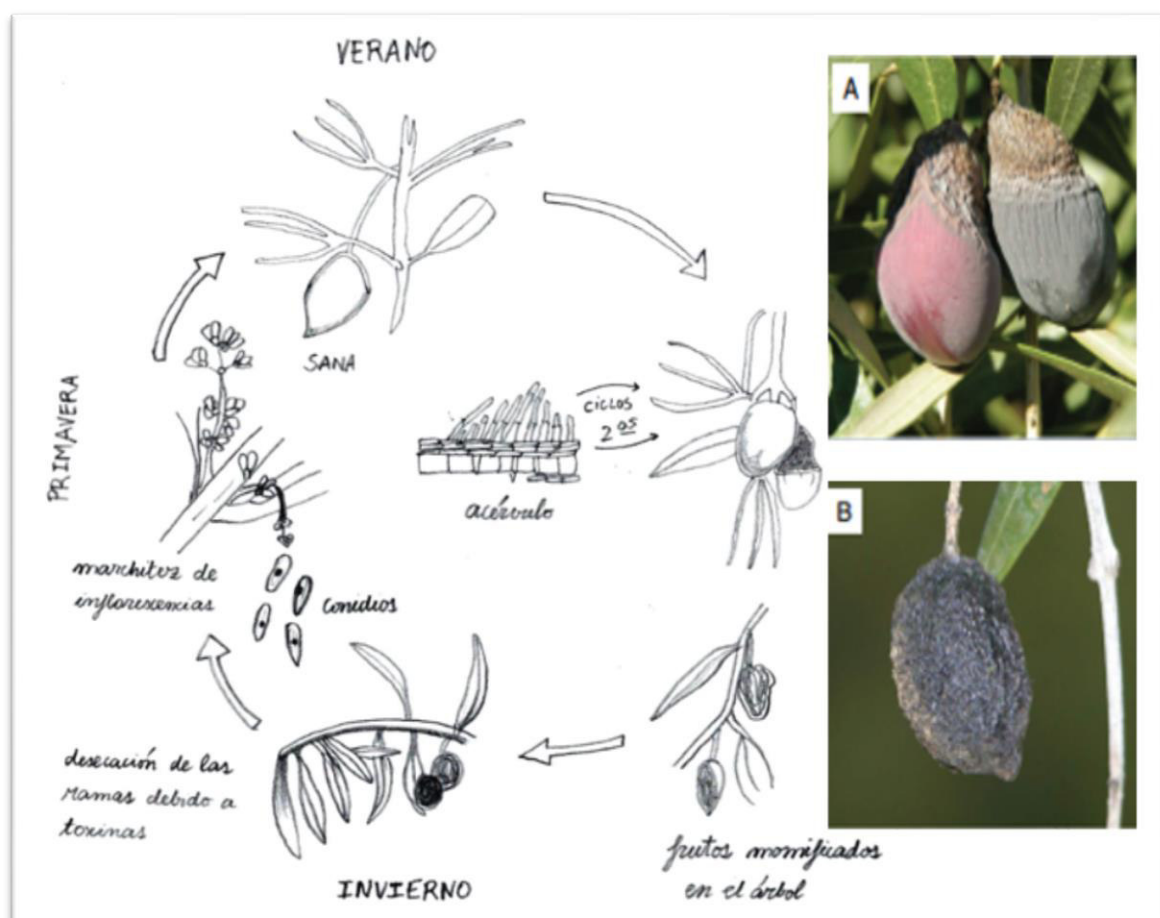 VERANO
A
SANA
PRIMAVERA
CICLOS
2os
acérvulo
B
marchitez de
inflorexencias
Conidios
desecación de las
ramas debido a
toxinas
INVIERNO
frutos momificados
en el árbol